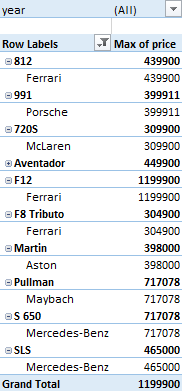 year (All)
Row Labels Max of price
812 439900
Ferrari 439900
991 399911
Porsche 399911
720S 309900
McLaren 309900
Aventador 449900
F12 1199900
Ferrari 1199900
F8 Tributo 304900
Ferrari 304900
Martin 398000
Aston 398000
Pullman 717078
Maybach 717078
S 650 717078
Mercedes-Benz 717078
SLS 465000
Mercedes-Benz 465000
Grand Total 1199900